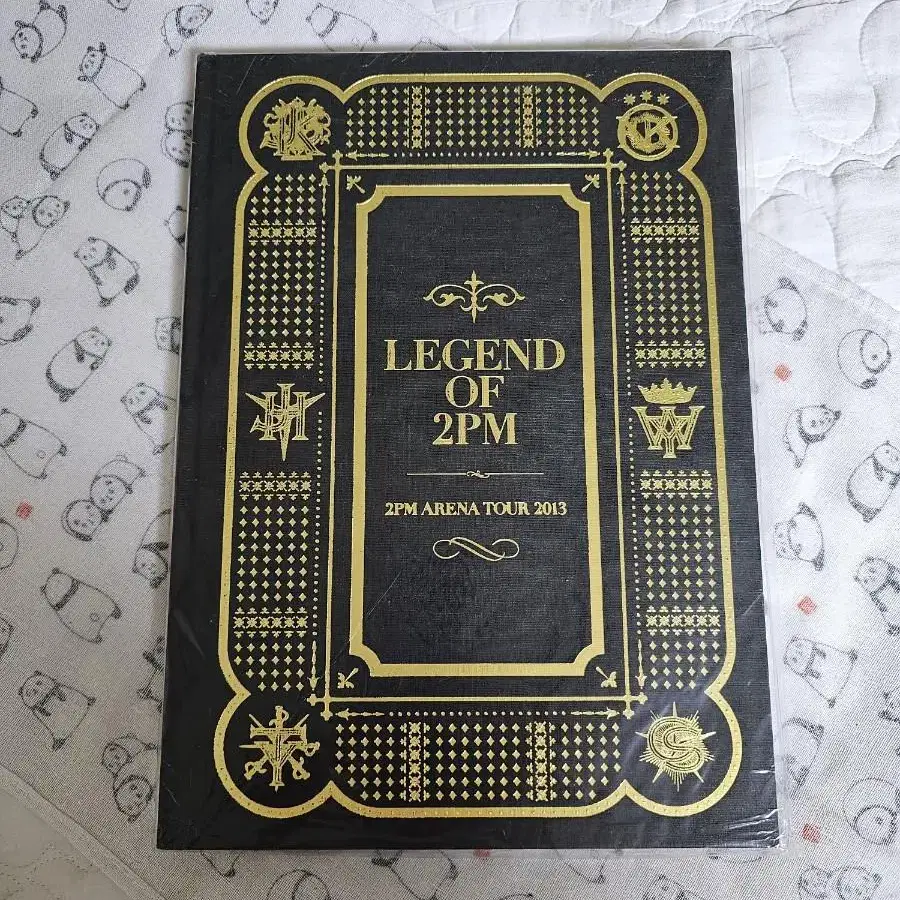 LEGEND
OF
2PM
2PM ARENA TOUR 2013